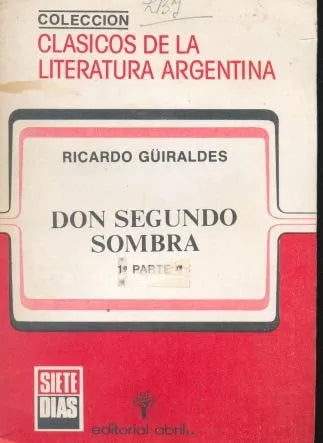 COLECCION
CLASICOS DE LA
LITERATURA ARGENTINA
RICARDO GÜIRALDES
DON SEGUNDO
SOMBRA
1ª PARTE
SIETE
DIAS
editorial abril